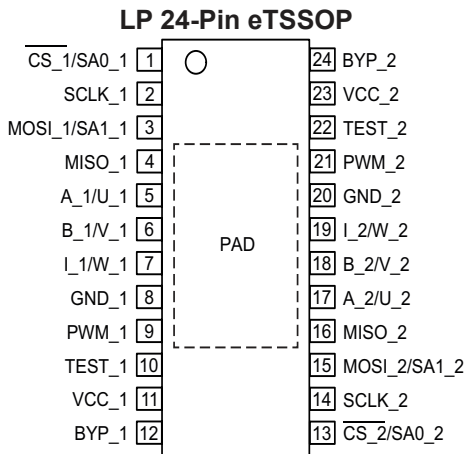 LP 24-Pin eTSSOP
CS_1/SA0_1 1
SCLK_1 2
MOSI_1/SA1_1 3
MISO_1 4
A_1/U_1 5
B_1/V_1 6
I_1/W_1 7
GND_1 8
PWM_1 9
TEST_1 10
VCC_1 11
BYP_1 12
PAD
24 BYP_2
23 VCC_2
22 TEST_2
21 PWM_2
20 GND_2
19 I_2/W_2
18 B_2/V_2
17 A_2/U_2
16 MISO_2
15 MOSI_2/SA1_2
14 SCLK_2
13 CS_2/SA0_2